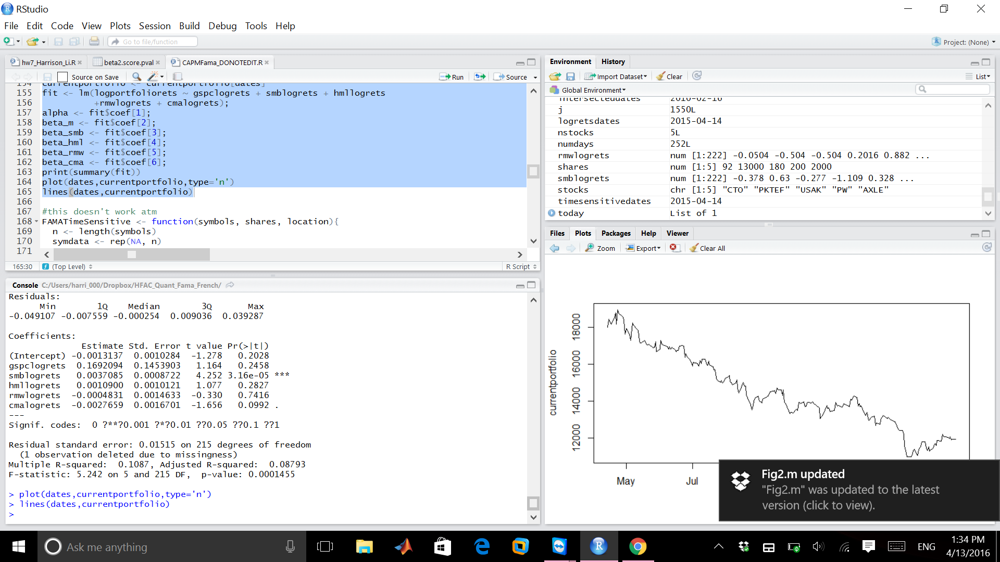 RStudio
File Edit Code View Plots Session Build Debug Tools Help
Go to file/function
Project: (None)
hw7_Harrison_Li.R
beta2.score.pval
CAPMFama_DONOTEDIT.R
Source on Save
Run
Source
154 currentportfolio <- currentportfolio[dates]
155 fit <- lm(logportfoliorets ~ gspclogrets + smblogrets + hmllogrets
156 +rmwlogrets + cmalogrets);
157 alpha <- fit$coef[1];
158 beta_m <- fit$coef[2];
159 beta_smb <- fit$coef[3];
160 beta_hml <- fit$coef[4];
161 beta_rmw <- fit$coef[5];
162 beta_cma <- fit$coef[6];
163 print(summary(fit))
164 plot(dates,currentportfolio,type='n')
165 lines(dates,currentportfolio)
166
167 #this doesn't work atm
168 FAMATimeSensitive <- function(symbols, shares, location){
169 n <- length(symbols)
170 symdata <- rep(NA, n)
171
165:30 (Top Level) R Script
Console C:/Users/harri_000/Dropbox/HFAC_Quant_Fama_French/
Residuals:
Min 1Q Median 3Q Max
-0.049107 -0.007559 -0.000254 0.009036 0.039287
Coefficients:
Estimate Std. Error t value Pr(>|t|)
(Intercept) -0.0013137 0.0010284 -1.278 0.2028
gspclogrets 0.1692094 0.1453903 1.164 0.2458
smblogrets 0.0037085 0.0008722 4.252 3.16e-05 ***
hmllogrets 0.0010900 0.0010121 1.077 0.2827
rmwlogrets -0.0004831 0.0014633 -0.330 0.7416
cmalogrets -0.0027659 0.0016701 -1.656 0.0992 .
---
Signif. codes: 0 ?**?0.001 ?*?0.01 ??0.05 ??0.1 ??1
Residual standard error: 0.01515 on 215 degrees of freedom
(1 observation deleted due to missingness)
Multiple R-squared: 0.1087, Adjusted R-squared: 0.08793
F-statistic: 5.242 on 5 and 215 DF, p-value: 0.0001455
> plot(dates,currentportfolio,type='n')
> lines(dates,currentportfolio)
>
Environment History
Import Dataset Clear List
Global Environment
intersecteddates 2010-02-16
j 1550L
logretsdates 2015-04-14
nstocks 5L
numdays 252L
rmwlogrets num [1:222] -0.0504 -0.504 -0.504 0.2016 0.882 ...
shares num [1:5] 92 13000 180 200 2000
smblogrets num [1:222] -0.378 0.63 -0.277 -1.109 0.328 ...
stocks chr [1:5] "CTO" "PKTEF" "USAK" "PW" "AXLE"
timesensitivedates 2015-04-14
today List of 1
Files Plots Packages Help Viewer
Zoom Export Clear All
currentportfolio
18000
16000
14000
12000
May
Jul
Fig2.m updated
"Fig2.m" was updated to the latest
version (click to view).
Ask me anything
ENG
1:34 PM
4/13/2016